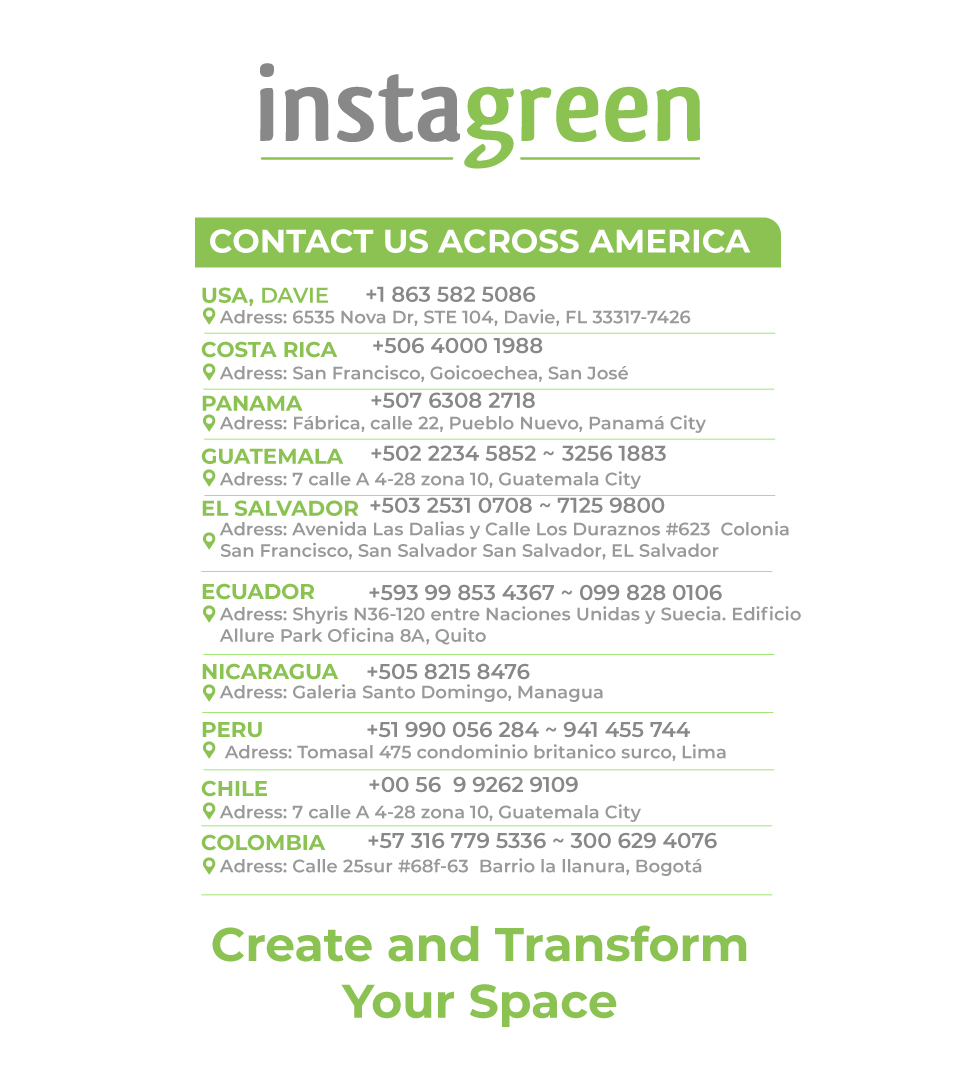 instagreen
CONTACT US ACROSS AMERICA
USA, DAVIE +1 863 582 5086
Adress: 6535 Nova Dr, STE 104, Davie, FL 33317-7426
COSTA RICA +506 4000 1988
Adress: San Francisco, Goicoechea, San José
PANAMA +507 6308 2718
Adress: Fábrica, calle 22, Pueblo Nuevo, Panamá City
GUATEMALA +502 2234 5852 ~ 3256 1883
Adress: 7 calle A 4-28 zona 10, Guatemala City
EL SALVADOR +503 2531 0708 ~ 7125 9800
Adress: Avenida Las Dalias y Calle Los Duraznos #623 Colonia
San Francisco, San Salvador San Salvador, EL Salvador
ECUADOR +593 99 853 4367 ~ 099 828 0106
Adress: Shyris N36-120 entre Naciones Unidas y Suecia. Edificio
Allure Park Oficina 8A, Quito
NICARAGUA +505 8215 8476
Adress: Galeria Santo Domingo, Managua
PERU +51 990 056 284 ~ 941 455 744
Adress: Tomasal 475 condominio britanico surco, Lima
CHILE +00 56 9 9262 9109
Adress: 7 calle A 4-28 zona 10, Guatemala City
COLOMBIA +57 316 779 5336 ~ 300 629 4076
Adress: Calle 25sur #68f-63 Barrio la llanura, Bogotá
Create and Transform
Your Space